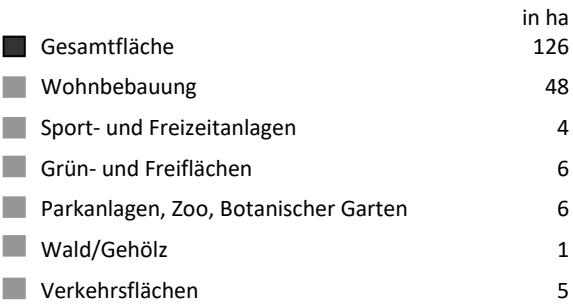 in ha
Gesamtfläche 126
Wohnbebauung 48
Sport- und Freizeitanlagen 4
Grün- und Freiflächen 6
Parkanlagen, Zoo, Botanischer Garten 6
Wald/Gehölz 1
Verkehrsflächen 5